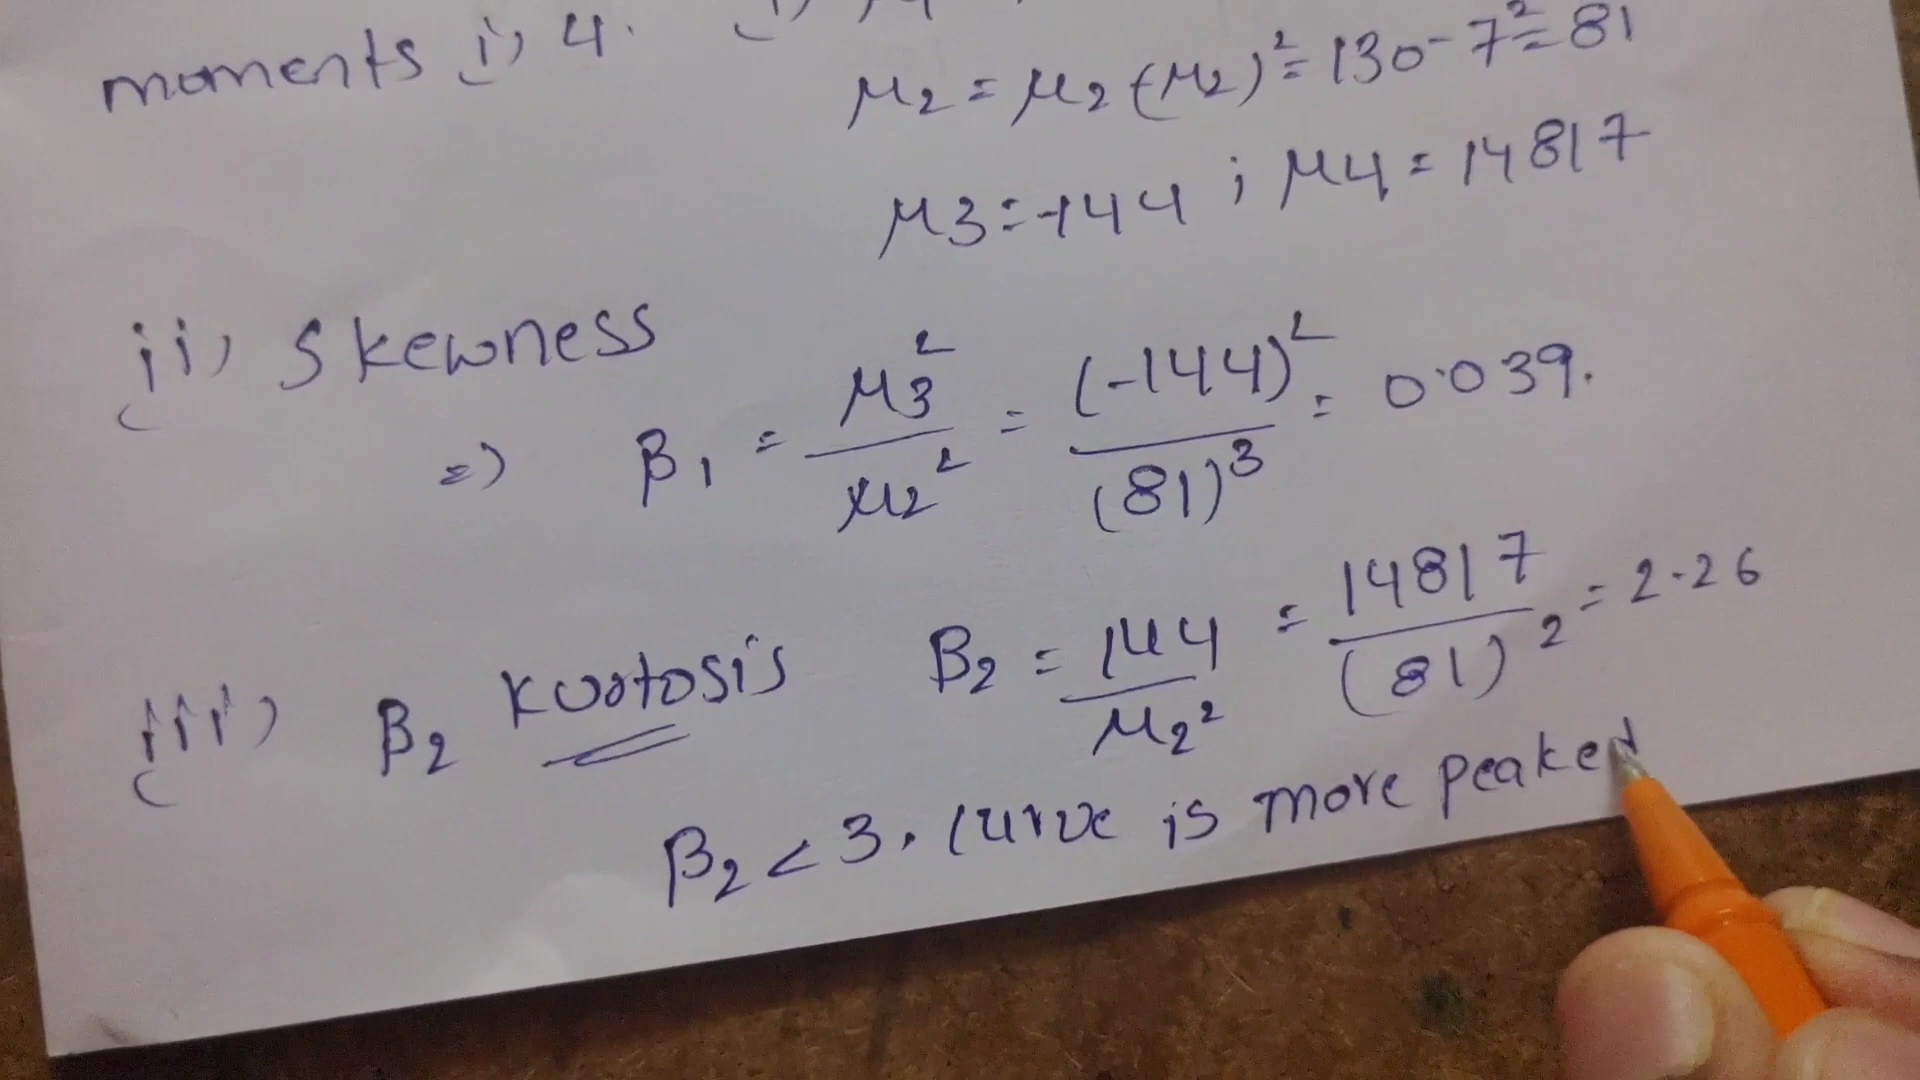 moments i) 4.
μ2 = μ2 (-μ2)² = 130 - 7² = 81
μ3 = -144 ; μ4 = 14817
ii) Skewness
=) β1 = μ3² / μ2² = (-144)² / (81)³ = 0.039.
iii) β2 kurtosis β2 = μ4 / μ2² = 14817 / (81)² = 2.26
β2 < 3. curve is more peaked